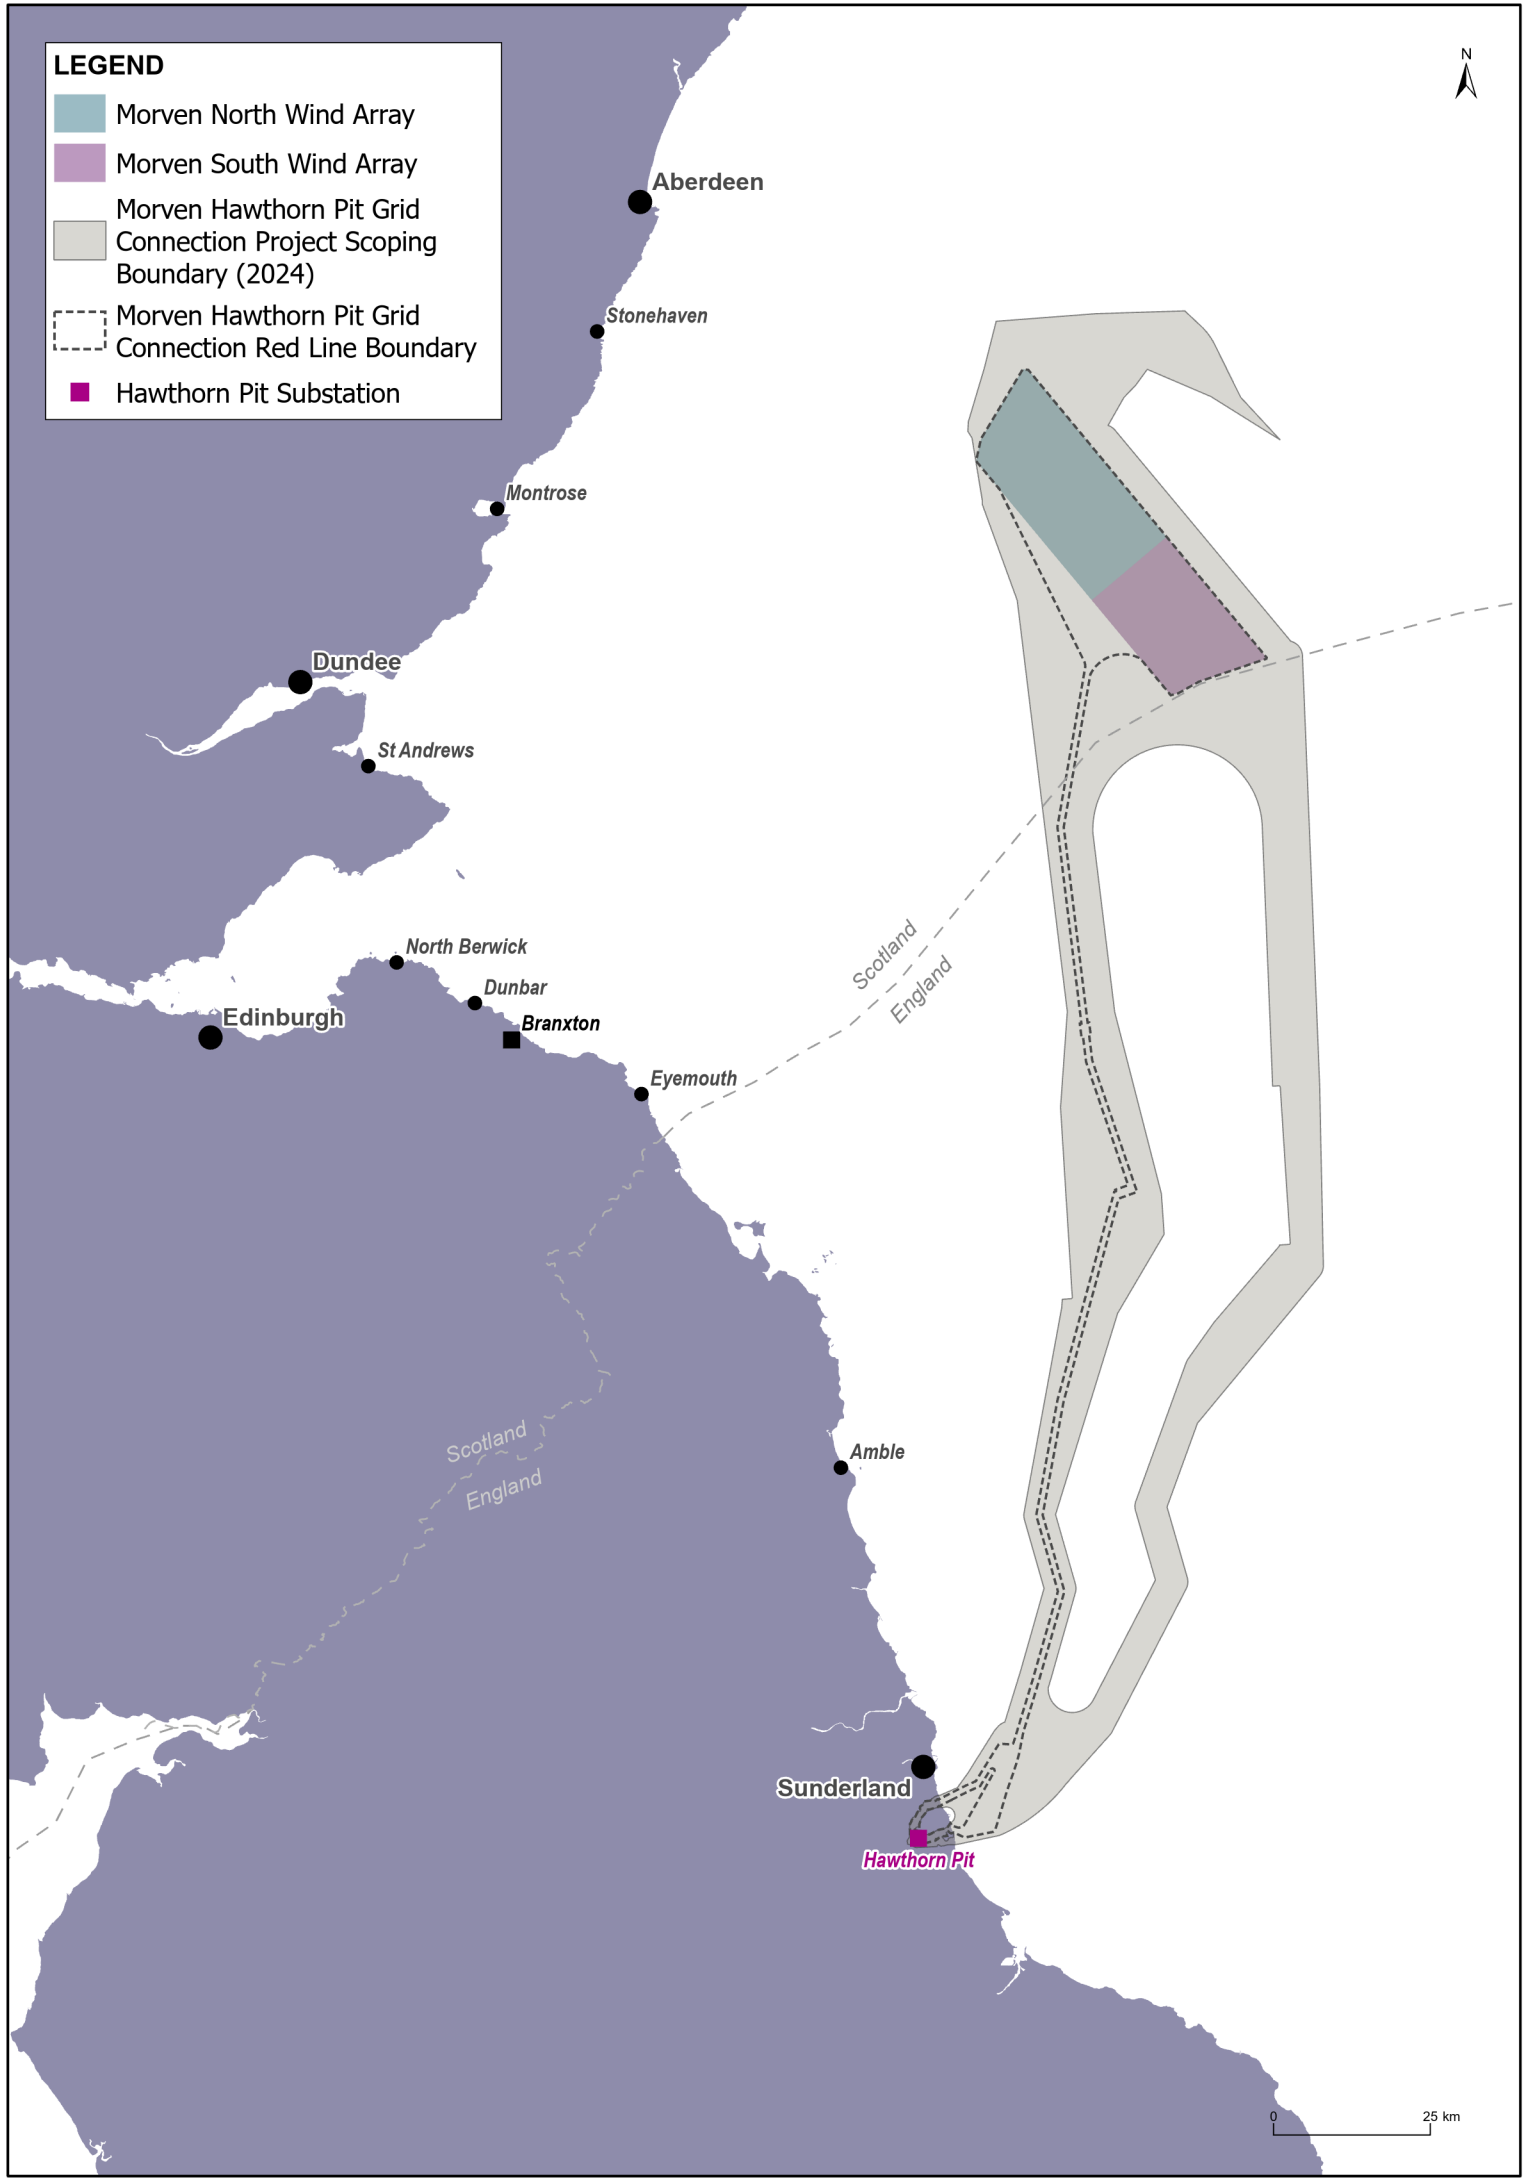 LEGEND
Morven North Wind Array
Morven South Wind Array
Morven Hawthorn Pit Grid
Connection Project Scoping
Boundary (2024)
Morven Hawthorn Pit Grid
Connection Red Line Boundary
Hawthorn Pit Substation
N
Aberdeen
Stonehaven
Montrose
Dundee
St Andrews
North Berwick
Dunbar
Edinburgh
Branxton
Eyemouth
Scotland
England
Amble
Scotland
England
Sunderland
Hawthorn Pit
0 25 km